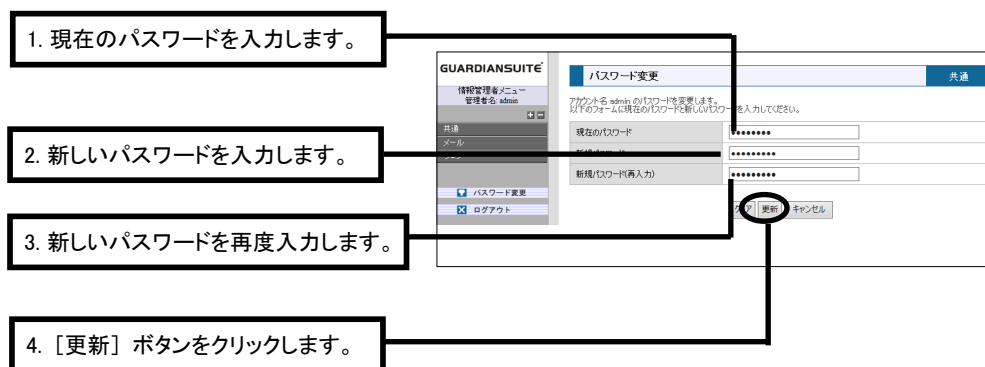 1. 現在のパスワードを入力します。
2. 新しいパスワードを入力します。
3. 新しいパスワードを再度入力します。
4. ［更新］ ボタンをクリックします。
GUARDIANSUITE
情報管理者メニュー
管理者名: admin
共通
メール
パスワード変更
ログアウト
パスワード変更 共通
アカウント名 admin のパスワードを変更します。
以下のフォームに現在のパスワードと新しいパスワードを入力してください。
現在のパスワード ••••••••
•••••••••
新規パスワード(再入力) •••••••••
更新 キャンセル